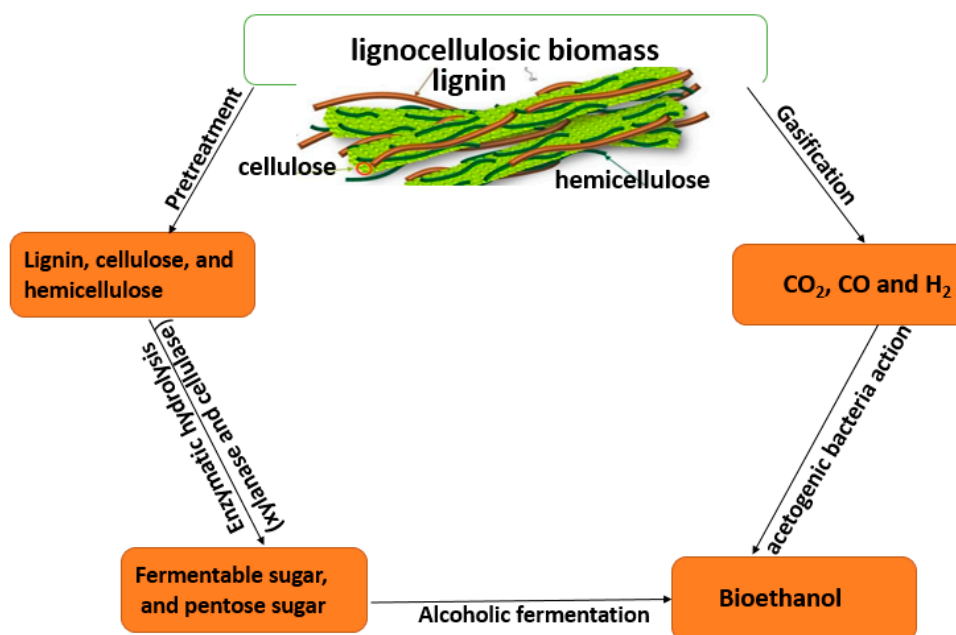 lignocellulosic biomass
lignin
cellulose
hemicellulose
Pretreatment
Gasification
Lignin, cellulose, and
hemicellulose
CO₂, CO and H₂
Enzymatic hydrolysis
(xylanase and cellulase)
acetogenic bacteria action
Fermentable sugar,
and pentose sugar
Alcoholic fermentation
Bioethanol